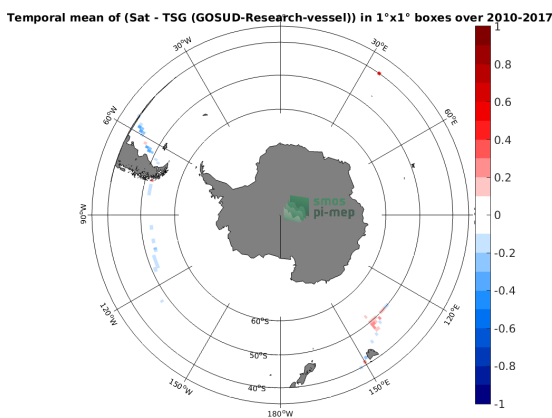 Temporal mean of (Sat - TSG (GOSUD-Research-vessel)) in 1°x1° boxes over 2010-2017
30°W
30°E
60°W
60°E
90°W
120°W
120°E
150°W
150°E
180°W
60°S
50°S
40°S
smos
pi-mep
1
0.8
0.6
0.4
0.2
0
-0.2
-0.4
-0.6
-0.8
-1